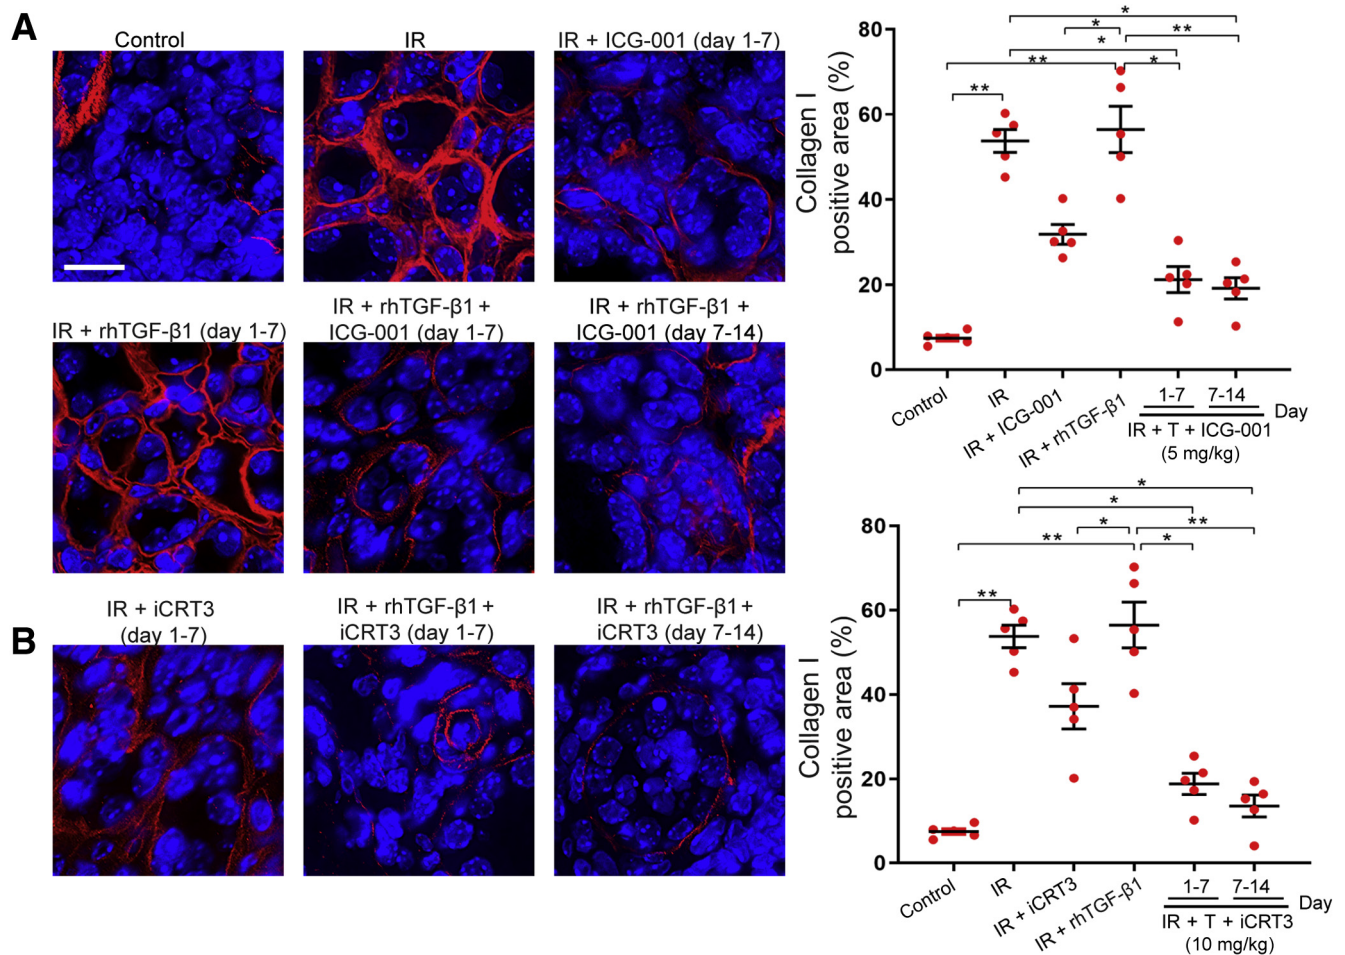 A
Control
IR
IR + ICG-001 (day 1-7)
IR + rhTGF-β1 (day 1-7)
IR + rhTGF-β1 +
ICG-001 (day 1-7)
IR + rhTGF-β1 +
ICG-001 (day 7-14)
Collagen I
positive area (%)
80
60
40
20
0
*
*
**
*
**
*
**
Control
IR
IR + ICG-001
IR + rhTGF-β1
1-7
7-14
Day
IR + T + ICG-001
(5 mg/kg)
B
IR + iCRT3
(day 1-7)
IR + rhTGF-β1 +
iCRT3 (day 1-7)
IR + rhTGF-β1 +
iCRT3 (day 7-14)
Collagen I
positive area (%)
80
60
40
20
0
*
*
*
**
**
*
**
Control
IR
IR + iCRT3
IR + rhTGF-β1
1-7
7-14
Day
IR + T + iCRT3
(10 mg/kg)